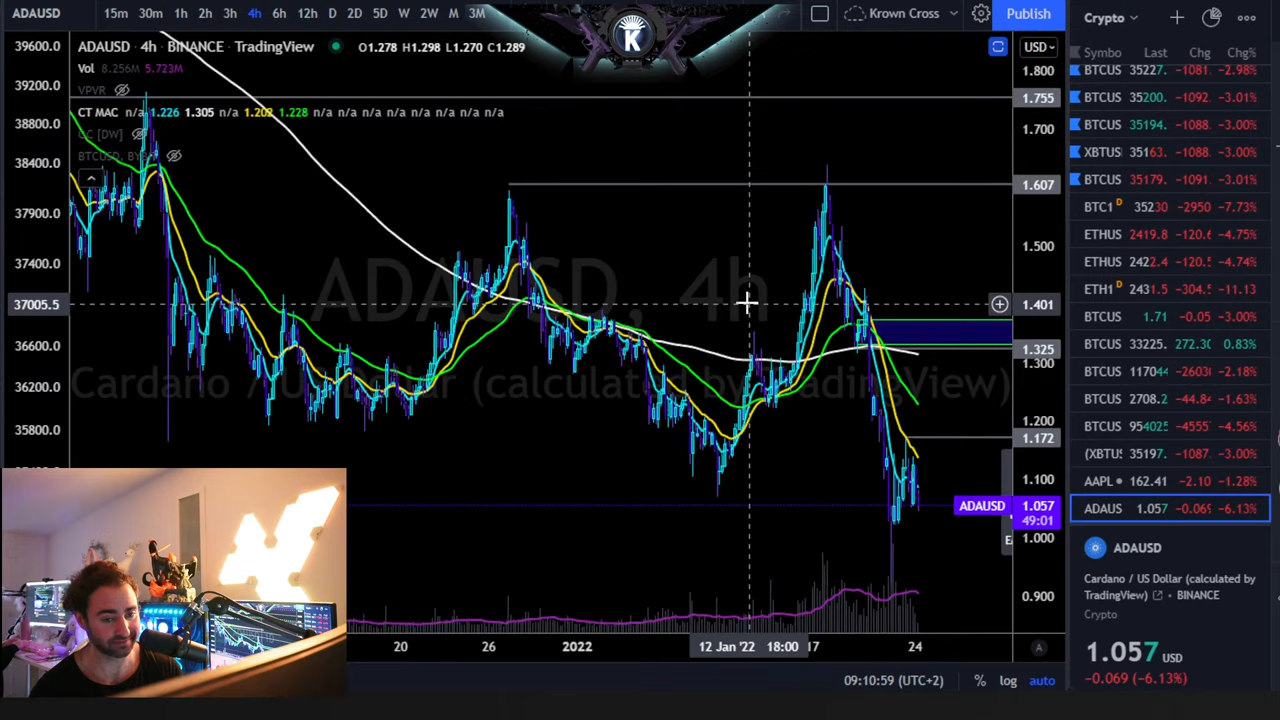 ADAUSD 15m 30m 1h 2h 3h 4h 6h 12h D 2D 5D W 2W M 3M
K
Krown Cross Publish
ADAUSD · 4h · BINANCE · TradingView O1.278 H1.298 L1.270 C1.289
Vol 8.256M 5.723M
VPVR
CT MAC n/a 1.226 1.305 n/a 1.202 1.228 n/a n/a n/a n/a n/a n/a n/a n/a
39600.0
39200.0
38800.0
38400.0
37900.0
37400.0
37005.5
36600.0
36200.0
35800.0
ADAUSD, 4h
Cardano / US Dollar (calculated by TradingView)
USD
1.800
1.755
1.700
1.607
1.500
1.401
1.325
1.300
1.200
1.172
1.100
ADAUSD 1.057
49:01
1.000
0.900
20 26 2022 12 Jan '22 18:00 17 24
A
09:10:59 (UTC+2) % log auto
Crypto
Symbo Last Chg Chg%
BTCUS 35227. -1081. -2.98%
BTCUS 35200. -1092. -3.01%
BTCUS 35194. -1088. -3.00%
XBTUS 35163. -1088. -3.00%
BTCUS 35179. -1091. -3.01%
BTC1 D 35230 -2950 -7.73%
ETHUS 2419.8 -120.6 -4.75%
ETHUS 2422.4 -120.5 -4.74%
ETH1 D 2431.5 -304.5 -11.13
BTCUS 1.71 -0.05 -3.00%
BTCUS 33225. 272.30 0.83%
BTCUS 117044 -2603 -2.18%
BTCUS 2708.2 -44.84 -1.63%
BTCUS 954025 -4555 -4.56%
(XBTUS 35197. -1087. -3.00%
AAPL 162.41 -2.10 -1.28%
ADAUS 1.057 -0.069 -6.13%
ADAUSD
Cardano / US Dollar (calculated by
TradingView) • BINANCE
Crypto
1.057 USD
-0.069 (-6.13%)